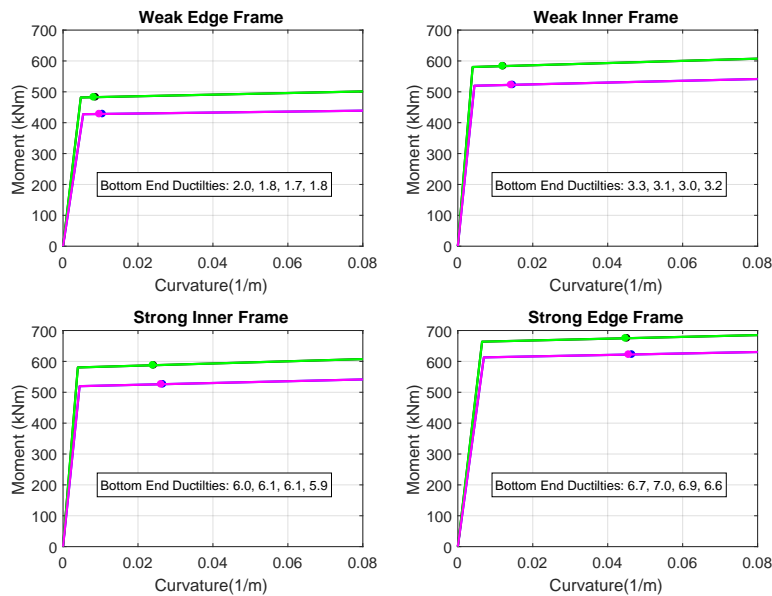 Weak Edge Frame
700
600
500
400
300
200
100
0
Moment (kNm)
Bottom End Ductilties: 2.0, 1.8, 1.7, 1.8
0 0.02 0.04 0.06 0.08
Curvature(1/m)
Weak Inner Frame
700
600
500
400
300
200
100
0
Moment (kNm)
Bottom End Ductilties: 3.3, 3.1, 3.0, 3.2
0 0.02 0.04 0.06 0.08
Curvature(1/m)
Strong Inner Frame
700
600
500
400
300
200
100
0
Moment (kNm)
Bottom End Ductilties: 6.0, 6.1, 6.1, 5.9
0 0.02 0.04 0.06 0.08
Curvature(1/m)
Strong Edge Frame
700
600
500
400
300
200
100
0
Moment (kNm)
Bottom End Ductilties: 6.7, 7.0, 6.9, 6.6
0 0.02 0.04 0.06 0.08
Curvature(1/m)